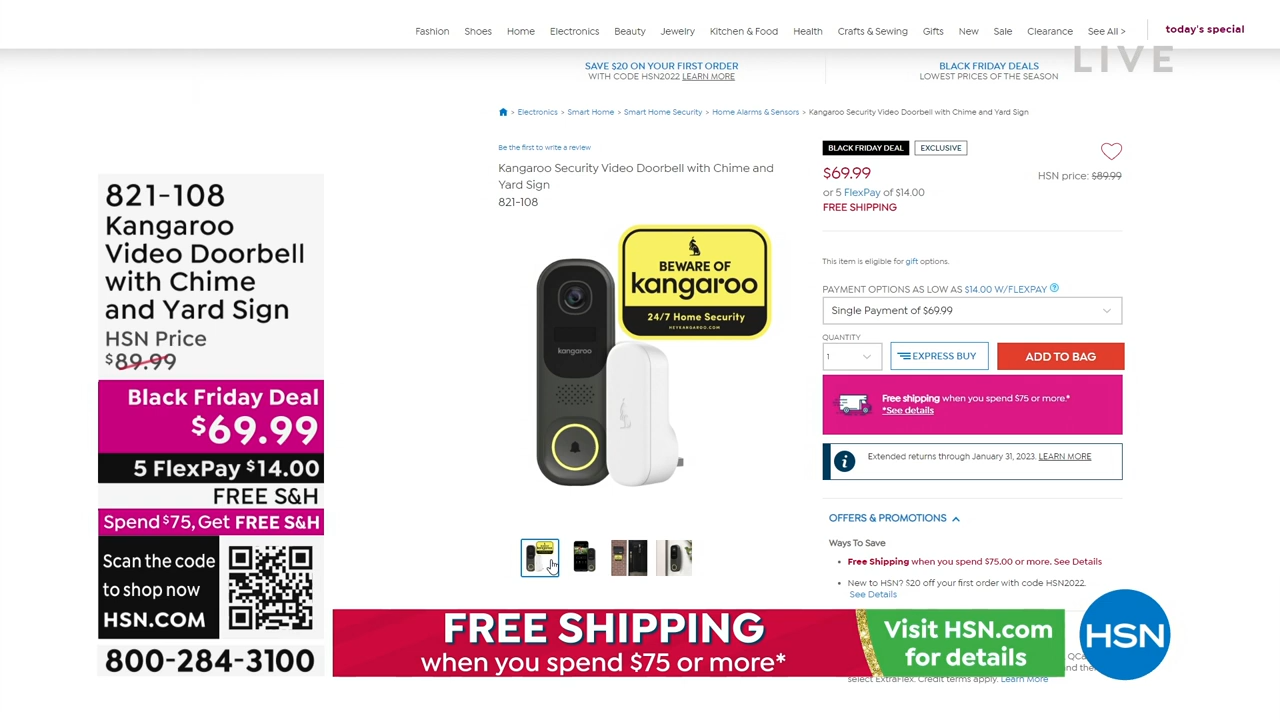 Fashion Shoes Home Electronics Beauty Jewelry Kitchen & Food Health Crafts & Sewing Gifts New Sale Clearance See All > today's special
LIVE
SAVE $20 ON YOUR FIRST ORDER
WITH CODE HSN2022 LEARN MORE
BLACK FRIDAY DEALS
LOWEST PRICES OF THE SEASON
> Electronics > Smart Home > Smart Home Security > Home Alarms & Sensors > Kangaroo Security Video Doorbell with Chime and Yard Sign
821-108
Kangaroo
Video Doorbell
with Chime
and Yard Sign
HSN Price
$89.99
Black Friday Deal
$69.99
5 FlexPay $14.00
FREE S&H
Spend $75, Get FREE S&H
Scan the code
to shop now
HSN.COM
800-284-3100
Be the first to write a review
Kangaroo Security Video Doorbell with Chime and
Yard Sign
821-108
BEWARE OF
kangaroo
24/7 Home Security
HEYKANGAROO.COM
kangaroo
BLACK FRIDAY DEAL EXCLUSIVE
$69.99
HSN price: $89.99
or 5 FlexPay of $14.00
FREE SHIPPING
This item is eligible for gift options.
PAYMENT OPTIONS AS LOW AS $14.00 W/FLEXPAY ?
Single Payment of $69.99
QUANTITY
1
EXPRESS BUY
ADD TO BAG
Free shipping when you spend $75 or more.*
*See details
i Extended returns through January 31, 2023. LEARN MORE
OFFERS & PROMOTIONS
Ways To Save
• Free Shipping when you spend $75.00 or more. See Details
• New to HSN? $20 off your first order with code HSN2022.
See Details
FREE SHIPPING
when you spend $75 or more*
Visit HSN.com
for details
HSN
select ExtraFlex. Credit terms apply. Learn More